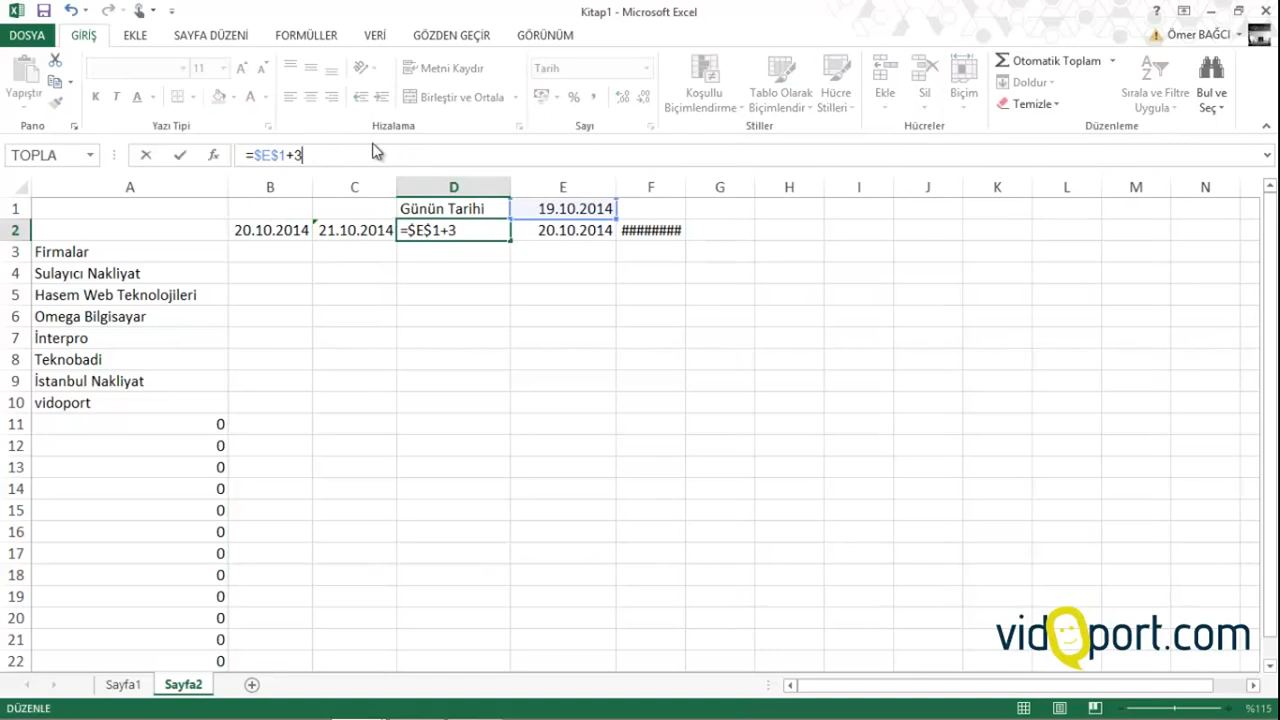 Kitap1 - Microsoft Excel
DOSYA GİRİŞ EKLE SAYFA DÜZENİ FORMÜLLER VERİ GÖZDEN GEÇİR GÖRÜNÜM Ömer BAĞCI
Yapıştır
11
K T A
Metni Kaydır
Birleştir ve Ortala
Tarih
Koşullu Biçimlendirme
Tablo Olarak Biçimlendir
Hücre Stilleri
Ekle
Sil
Biçim
Otomatik Toplam
Doldur
Temizle
Sırala ve Filtre Uygula
Bul ve Seç
Pano Yazı Tipi Hizalama Sayı Stiller Hücreler Düzenleme
TOPLA =$E$1+3
A B C D E F G H I J K L M N
1 Günün Tarihi 19.10.2014
2 20.10.2014 21.10.2014 =$E$1+3 20.10.2014 ########
3 Firmalar
4 Sulayıcı Nakliyat
5 Hasem Web Teknolojileri
6 Omega Bilgisayar
7 İnterpro
8 Teknobadi
9 İstanbul Nakliyat
10 vidoport
11 0
12 0
13 0
14 0
15 0
16 0
17 0
18 0
19 0
20 0
21 0
22 0
vidoport.com
Sayfa1 Sayfa2
DÜZENLE %115